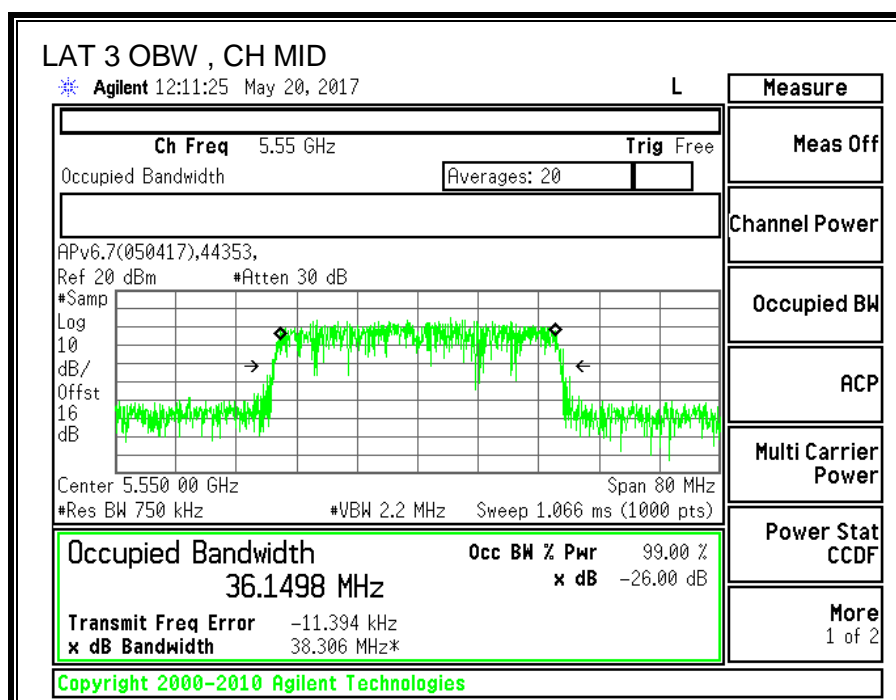 LAT 3 OBW , CH MID
Agilent 12:11:25 May 20, 2017 L
Measure
Ch Freq 5.55 GHz Trig Free
Meas Off
Occupied Bandwidth Averages: 20
Channel Power
APv6.7(050417),44353,
Ref 20 dBm #Atten 30 dB
#Samp
Log
10
dB/
Offst
16
dB
Occupied BW
ACP
Multi Carrier
Power
Center 5.550 00 GHz Span 80 MHz
#Res BW 750 kHz #VBW 2.2 MHz Sweep 1.066 ms (1000 pts)
Power Stat
CCDF
Occupied Bandwidth Occ BW % Pwr 99.00 %
36.1498 MHz x dB -26.00 dB
Transmit Freq Error -11.394 kHz
x dB Bandwidth 38.306 MHz*
More
1 of 2
Copyright 2000-2010 Agilent Technologies